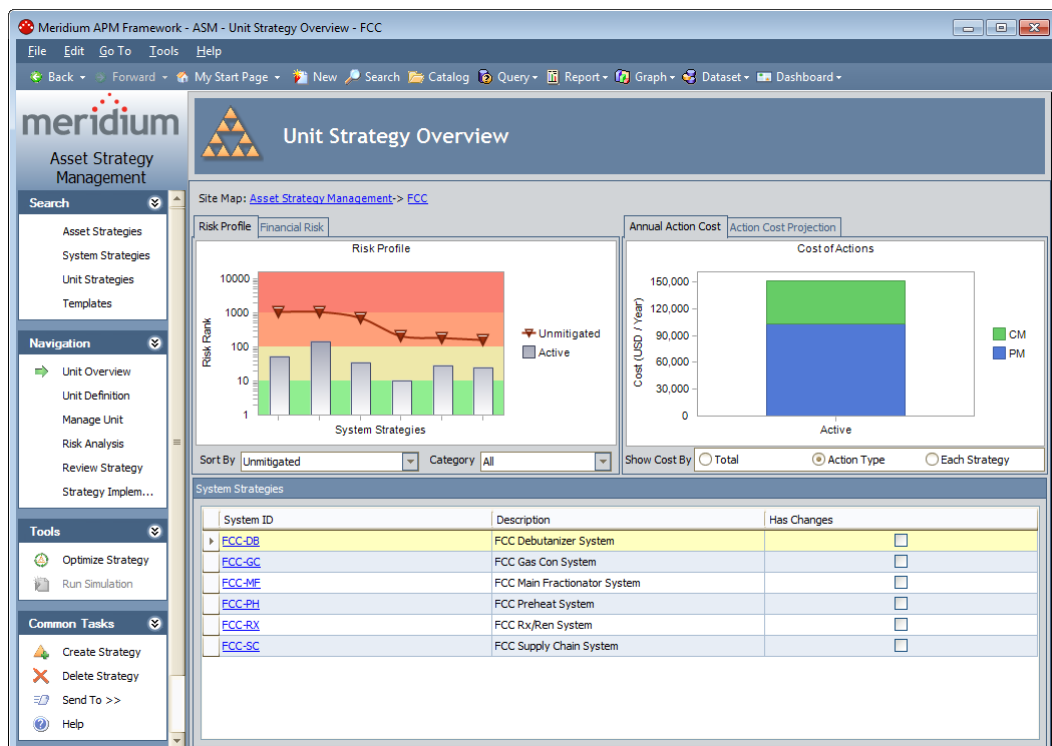 Meridium APM Framework - ASM - Unit Strategy Overview - FCC
File Edit Go To Tools Help
Back Forward My Start Page New Search Catalog Query Report Graph Dataset Dashboard
meridium
Asset Strategy
Management
Search
Asset Strategies
System Strategies
Unit Strategies
Templates
Navigation
Unit Overview
Unit Definition
Manage Unit
Risk Analysis
Review Strategy
Strategy Implem...
Tools
Optimize Strategy
Run Simulation
Common Tasks
Create Strategy
Delete Strategy
Send To >>
Help
Unit Strategy Overview
Site Map: Asset Strategy Management-> FCC
Risk Profile Financial Risk
Risk Profile
Risk Rank
10000
1000
100
10
1
System Strategies
Unmitigated
Active
Sort By Unmitigated Category All
Annual Action Cost Action Cost Projection
Cost of Actions
Cost (USD / Year)
150,000
120,000
90,000
60,000
30,000
0
Active
CM
PM
Show Cost By Total Action Type Each Strategy
System Strategies
System ID Description Has Changes
FCC-DB FCC Debutanizer System
FCC-GC FCC Gas Con System
FCC-MF FCC Main Fractionator System
FCC-PH FCC Preheat System
FCC-RX FCC Rx/Ren System
FCC-SC FCC Supply Chain System